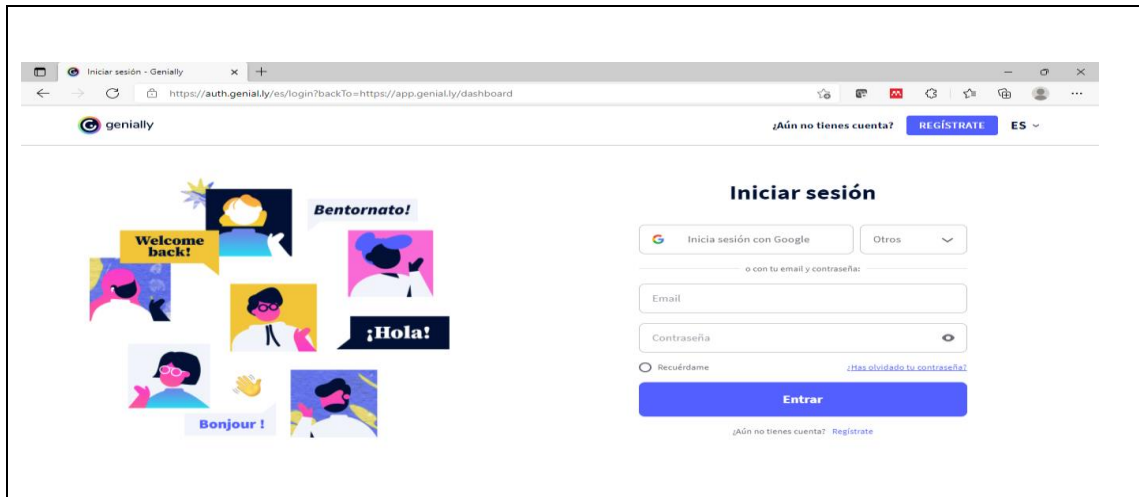 Iniciar sesión - Genially
https://auth.genial.ly/es/login?backTo=https://app.genial.ly/dashboard
genially
¿Aún no tienes cuenta? REGÍSTRATE ES
Bentornato!
Welcome
back!
¡Hola!
Bonjour !
Iniciar sesión
Inicia sesión con Google Otros
o con tu email y contraseña:
Email
Contraseña
Recuérdame ¿Has olvidado tu contraseña?
Entrar
¿Aún no tienes cuenta? Regístrate